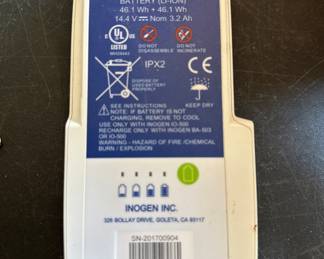 BATTERY (LI-ION)
46.1 Wh + 46.1 Wh
14.4 V Nom 3.2 Ah
UL
LISTED
DO NOT
DISASSEMBLE
DO NOT
INCINERATE
IPX2
CE
DISPOSE OF
USED BATTERY
PROPERLY
KEEP DRY
SEE INSTRUCTIONS
NOTE: IF BATTERY IS NOT
CHARGING, REMOVE TO COOL
USE ONLY WITH INOGEN IO-500
RECHARGE ONLY WITH INOGEN BA-503
OR IO-500
WARNING - HAZARD OF FIRE /CHEMICAL
BURN / EXPLOSION
INOGEN INC.
326 BOLLAY DRIVE, GOLETA, CA 93117
SN-201700904